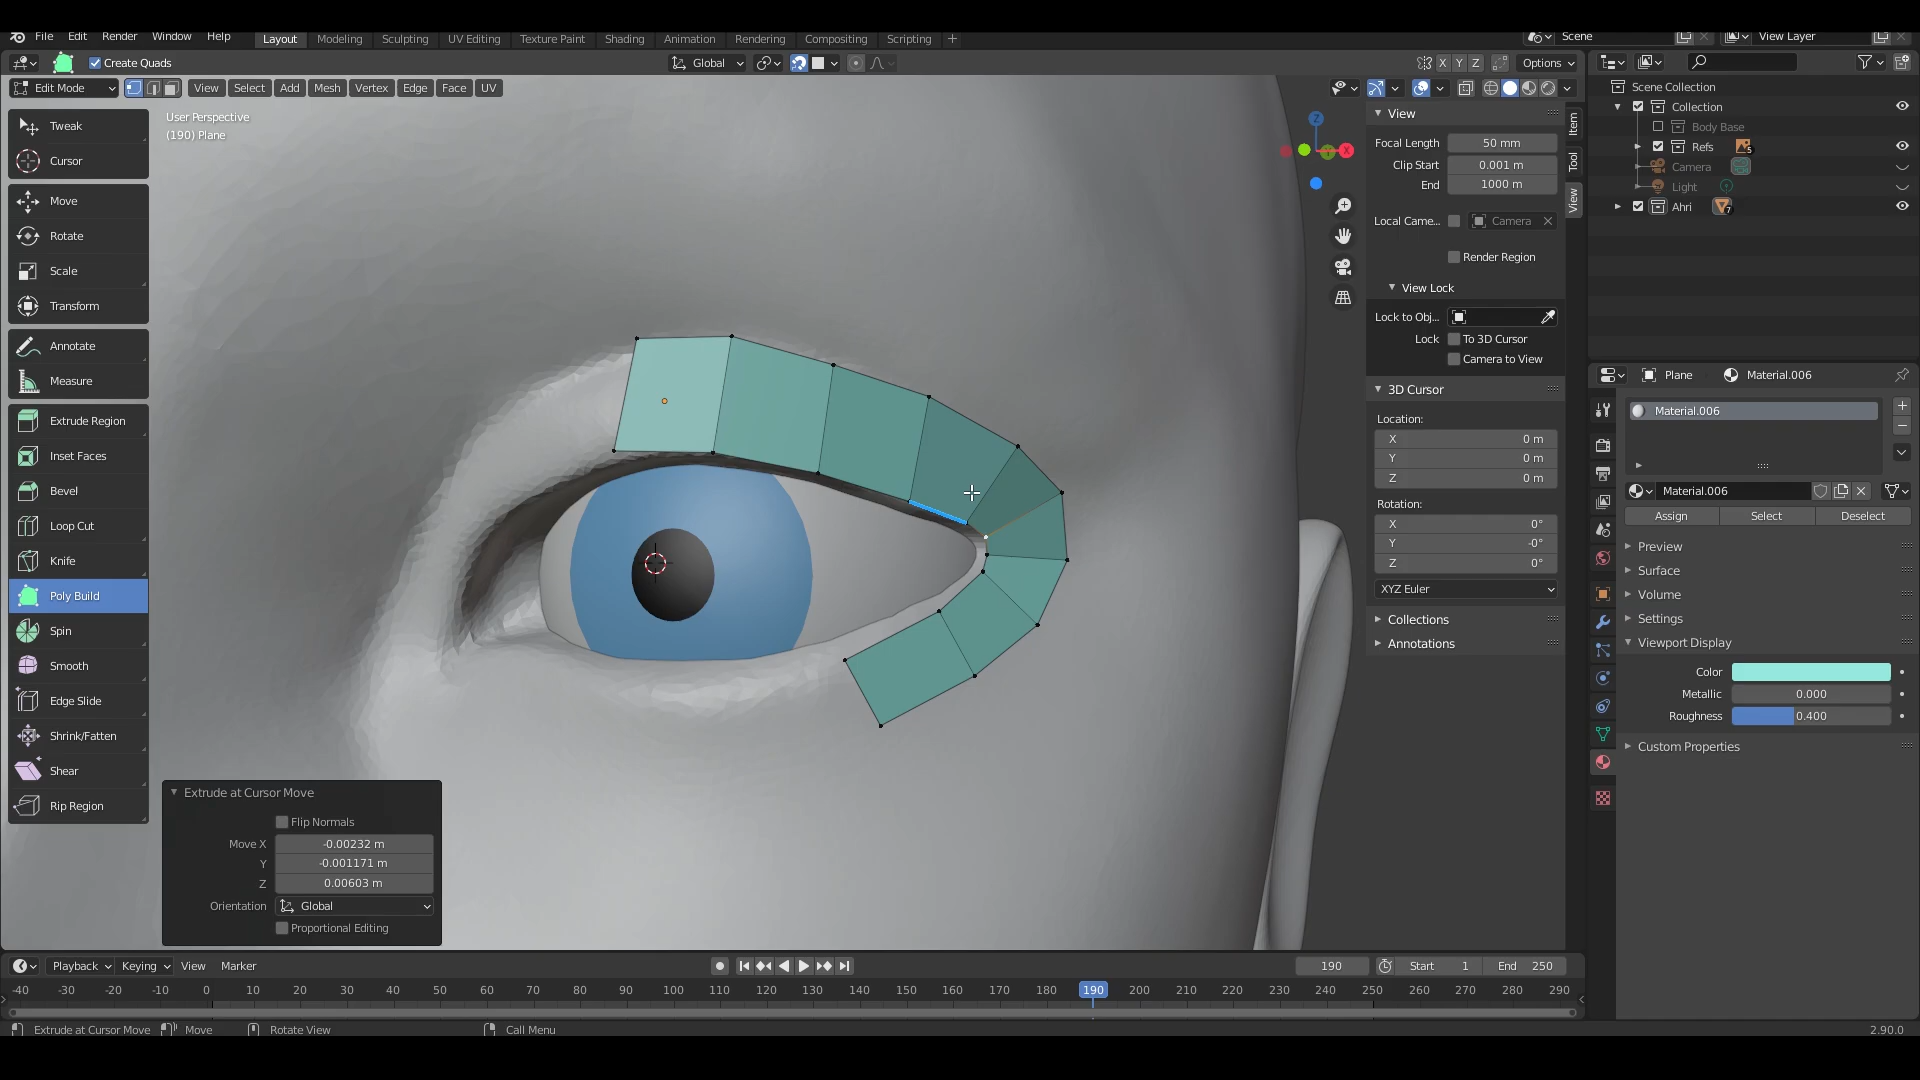 File Edit Render Window Help Layout Modeling Sculpting UV Editing Texture Paint Shading Animation Rendering Compositing Scripting + Scene View Layer
Create Quads Global X Y Z Options
Edit Mode View Select Add Mesh Vertex Edge Face UV
User Perspective
(190) Plane
Tweak
Cursor
Move
Rotate
Scale
Transform
Annotate
Measure
Extrude Region
Inset Faces
Bevel
Loop Cut
Knife
Poly Build
Spin
Smooth
Edge Slide
Shrink/Fatten
Shear
Rip Region
Extrude at Cursor Move
Flip Normals
Move X -0.00232 m
Y -0.001171 m
Z 0.00603 m
Orientation Global
Proportional Editing
Z
Y
X
View
Focal Length 50 mm
Clip Start 0.001 m
End 1000 m
Local Came... Camera
Render Region
View Lock
Lock to Obj...
Lock To 3D Cursor
Camera to View
3D Cursor
Location:
X 0 m
Y 0 m
Z 0 m
Rotation:
X 0°
Y -0°
Z 0°
XYZ Euler
Collections
Annotations
Item
Tool
View
Scene Collection
Collection
Body Base
Refs 5
Camera
Light
Ahri 7
Plane Material.006
Material.006
Material.006
Assign Select Deselect
Preview
Surface
Volume
Settings
Viewport Display
Color
Metallic 0.000
Roughness 0.400
Custom Properties
Playback Keying View Marker 190 Start 1 End 250
-40 -30 -20 -10 0 10 20 30 40 50 60 70 80 90 100 110 120 130 140 150 160 170 180 190 200 210 220 230 240 250 260 270 280 290
Extrude at Cursor Move Move Rotate View Call Menu 2.90.0